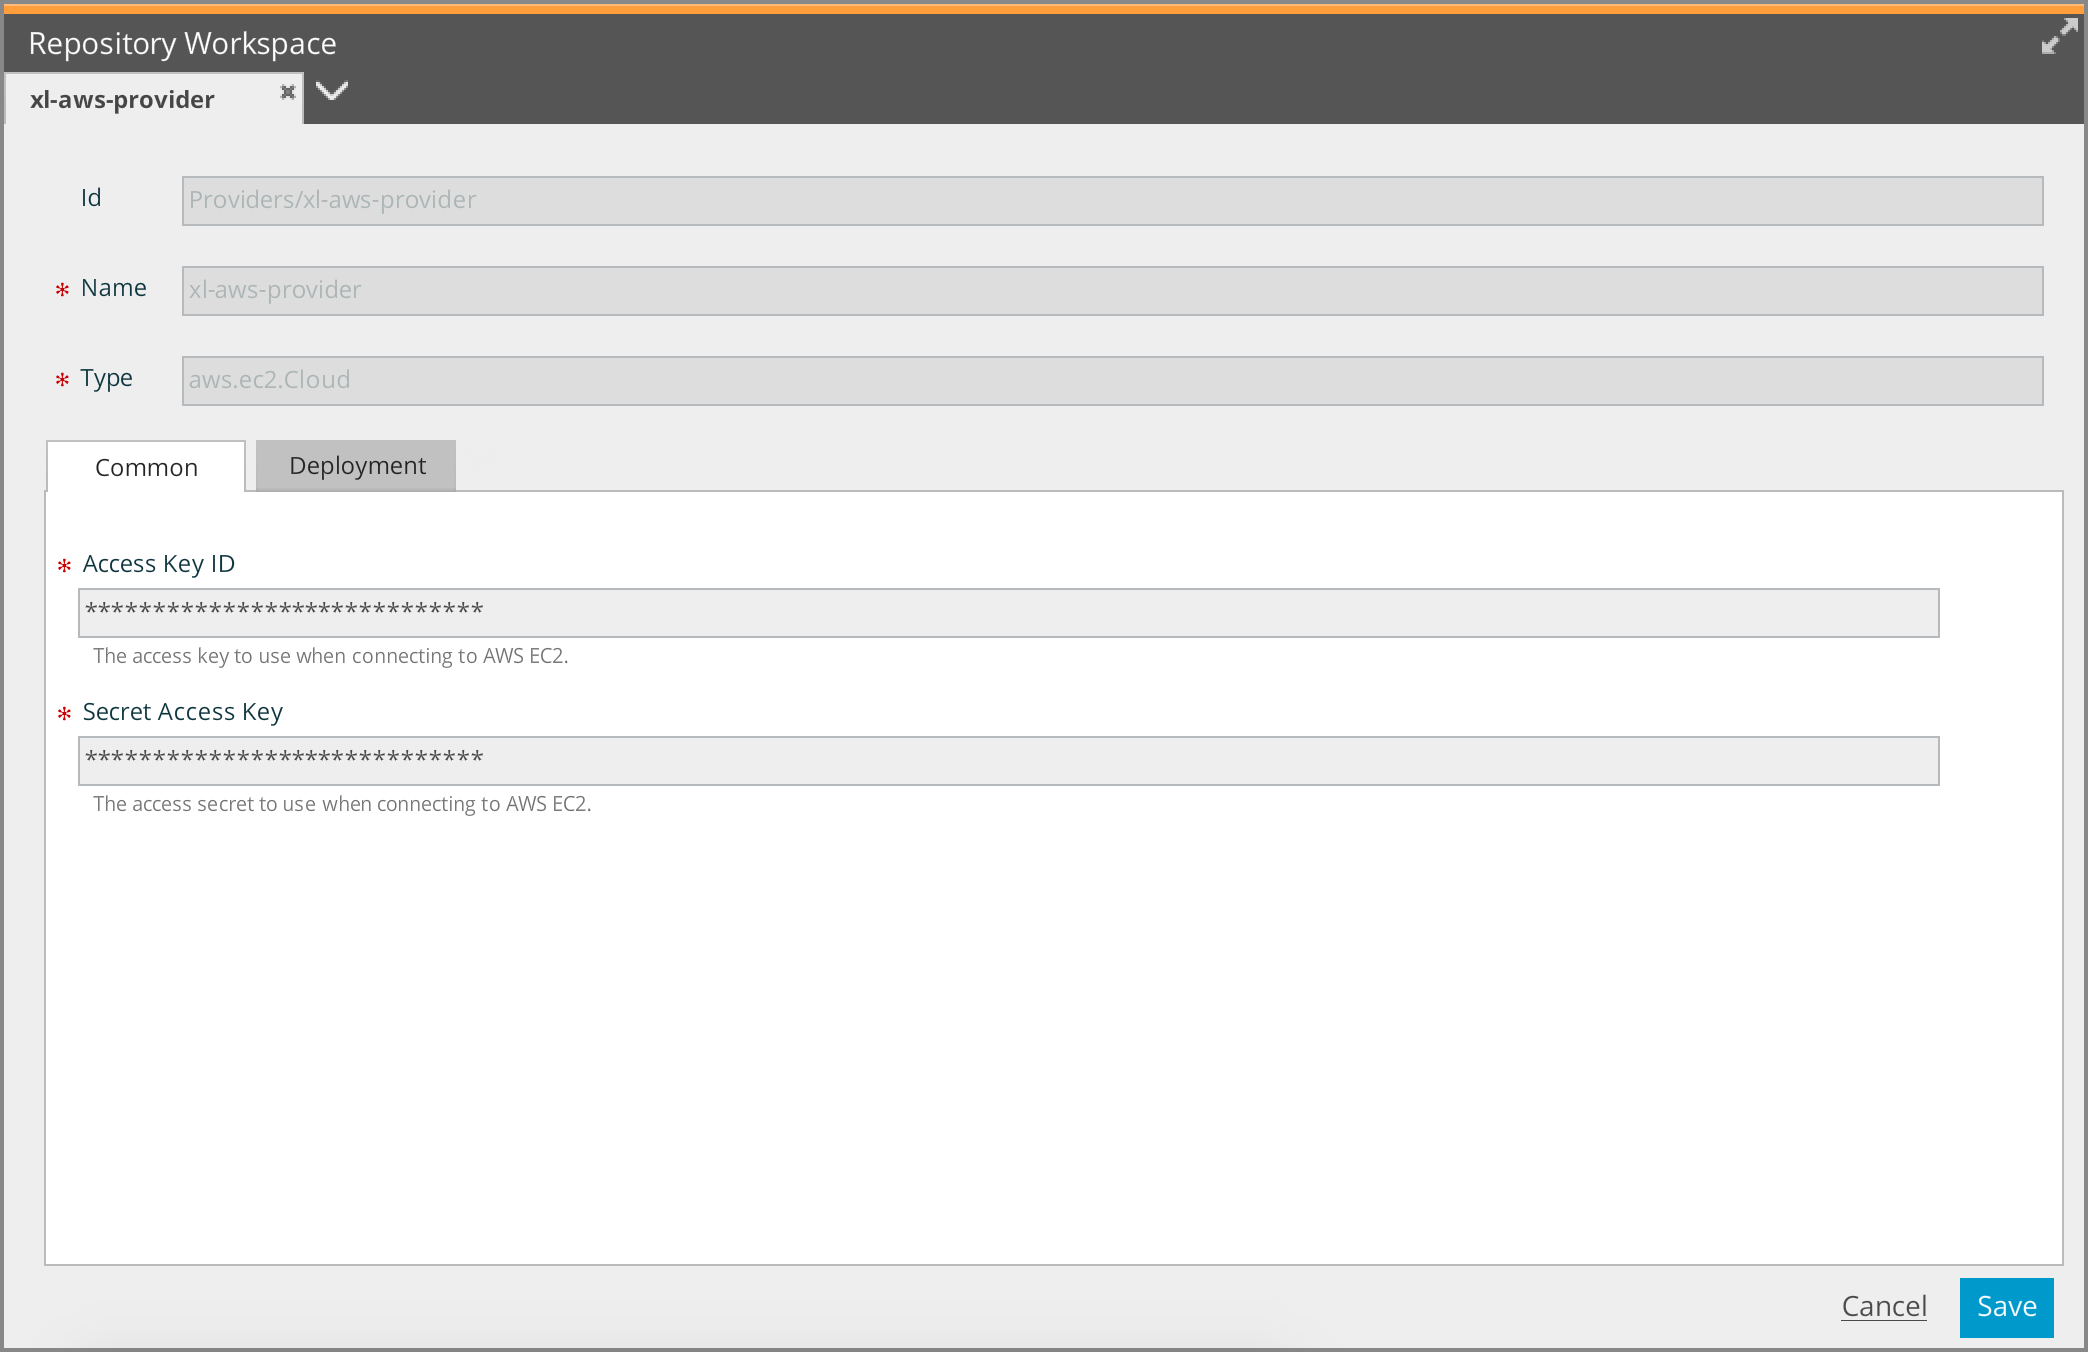 Repository Workspace
xl-aws-provider
Id
Providers/xl-aws-provider
* Name
xl-aws-provider
* Type
aws.ec2.Cloud
Common
Deployment
* Access Key ID
*****************************
The access key to use when connecting to AWS EC2.
* Secret Access Key
*****************************
The access secret to use when connecting to AWS EC2.
Cancel
Save